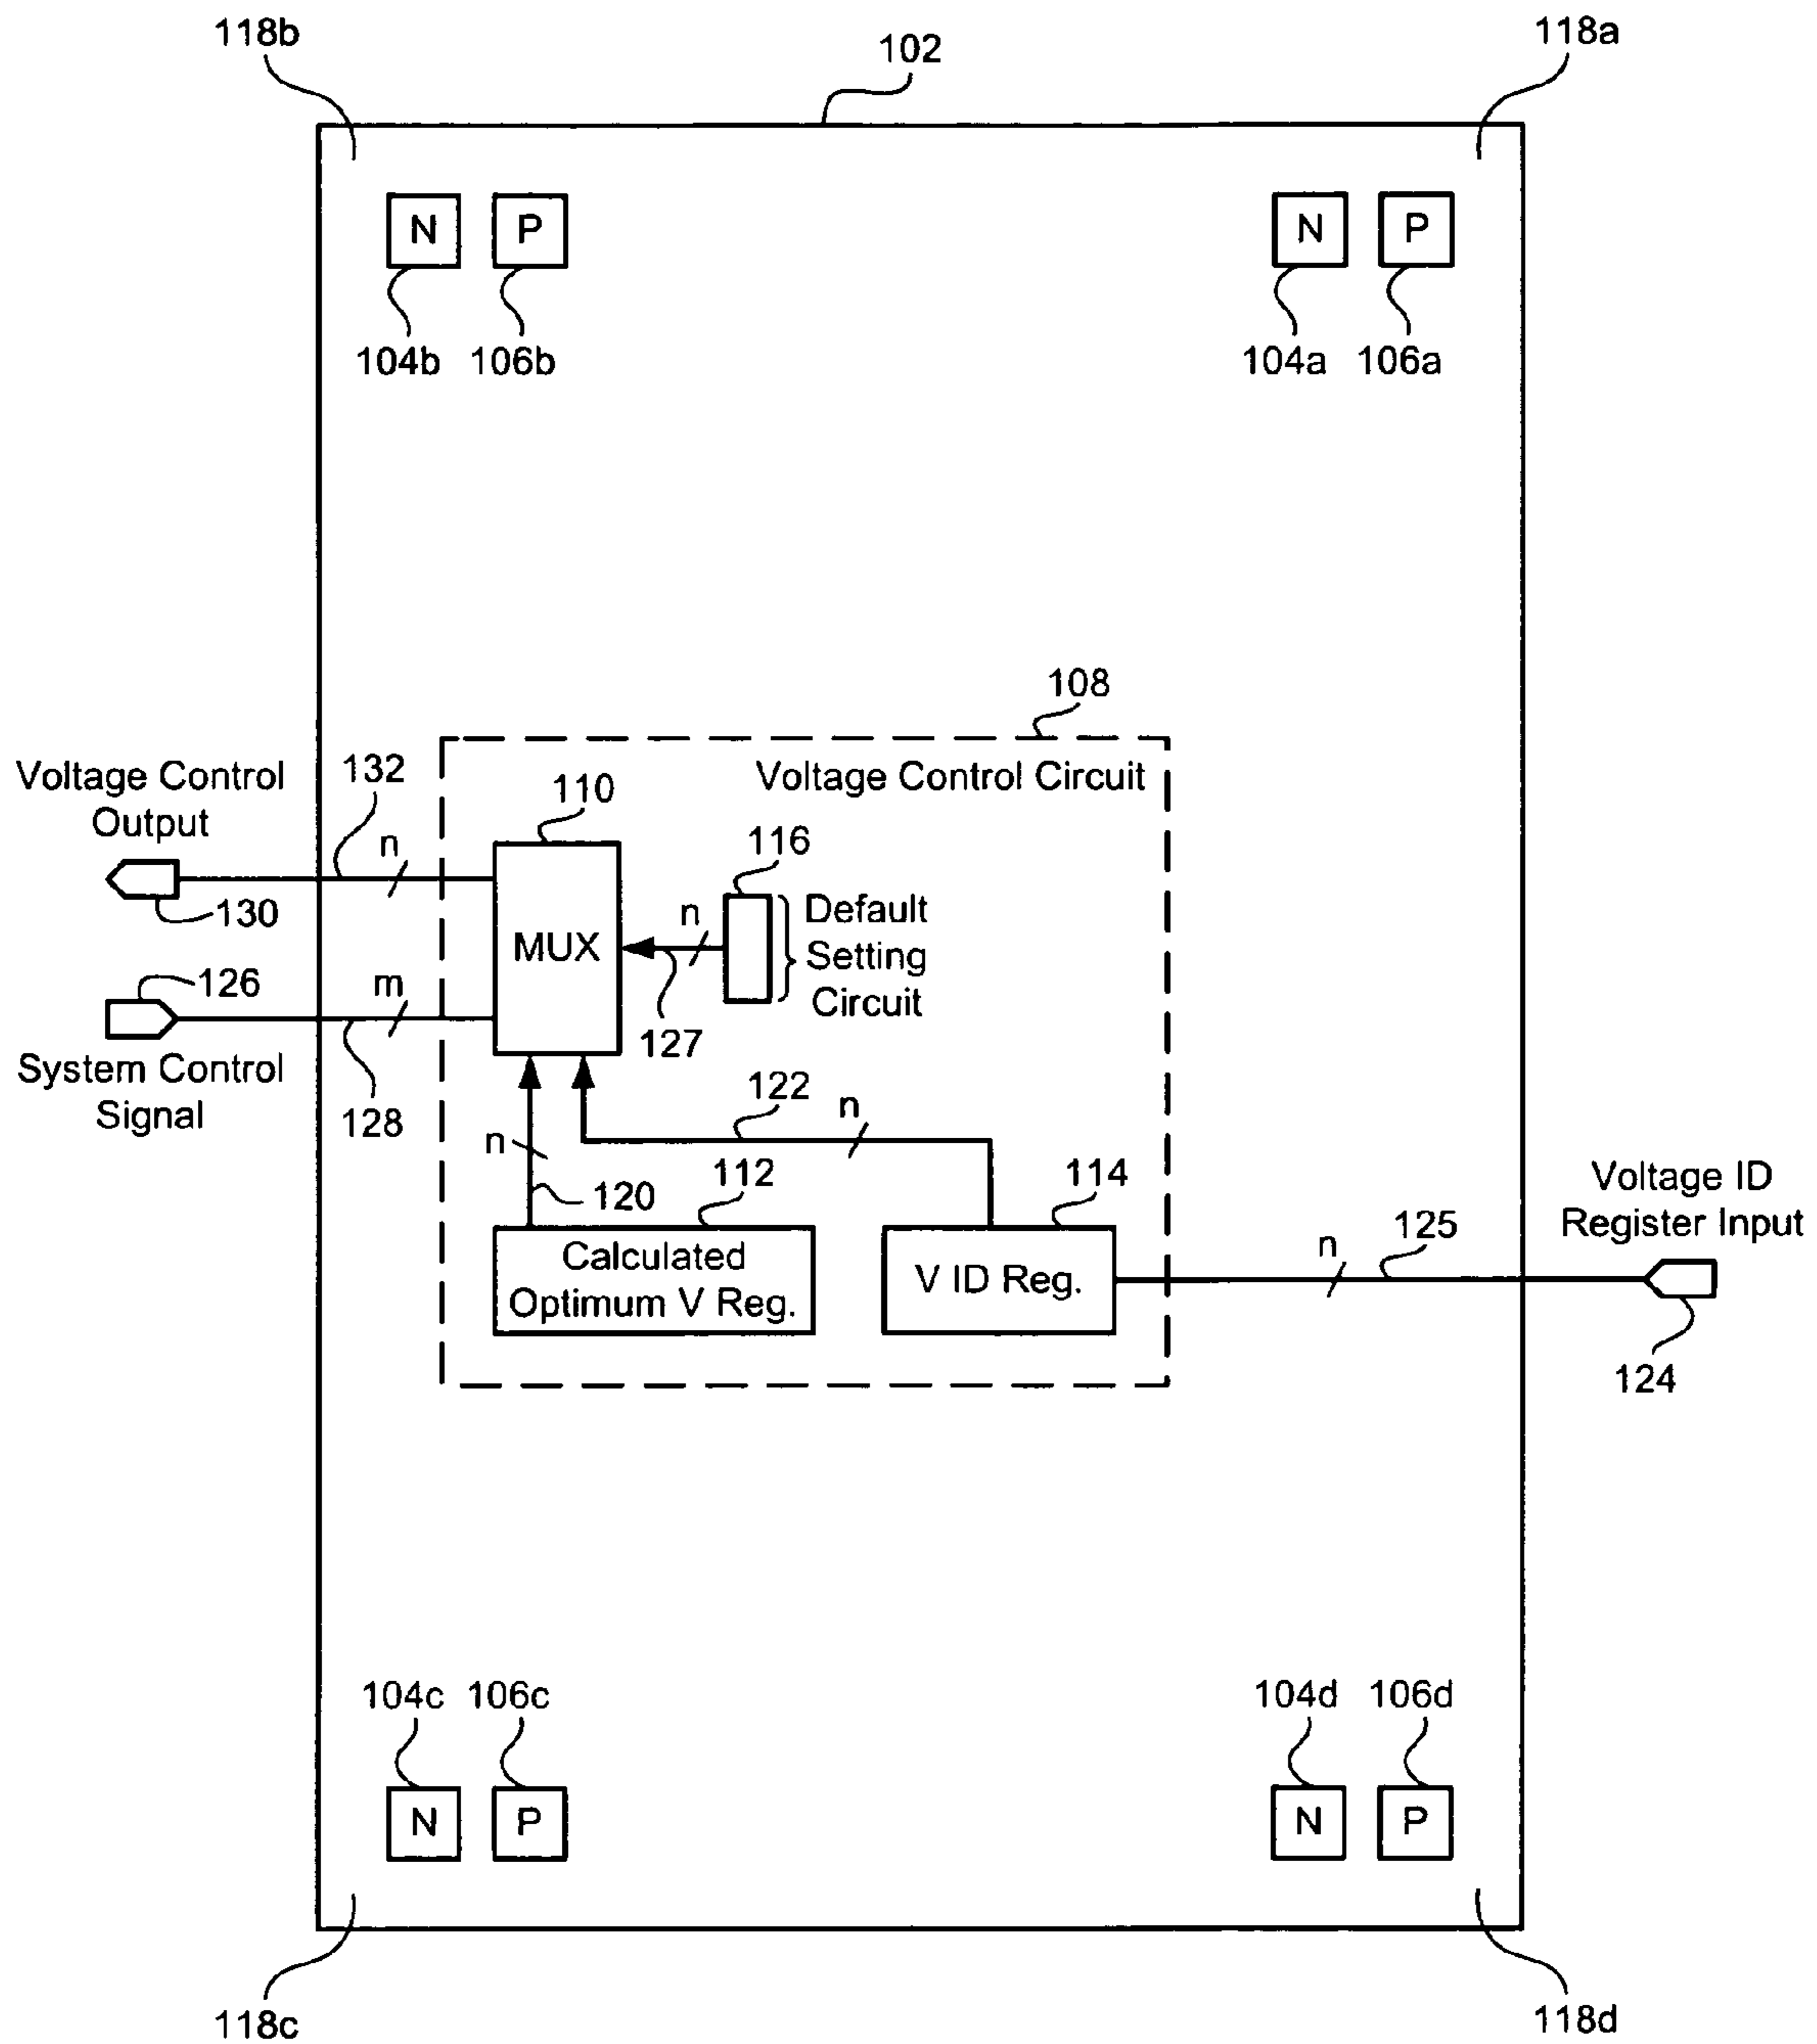 118b
102
118a
N
P
N
P
104b
106b
104a
106a
108
Voltage Control
Output
132
n
110
Voltage Control Circuit
116
130
MUX
n
Default
Setting
Circuit
126
m
127
System Control
Signal
128
122
n
n
120
112
114
Voltage ID
Register Input
Calculated
Optimum V Reg.
V ID Reg.
n
125
124
104c
106c
104d
106d
N
P
N
P
118c
118d